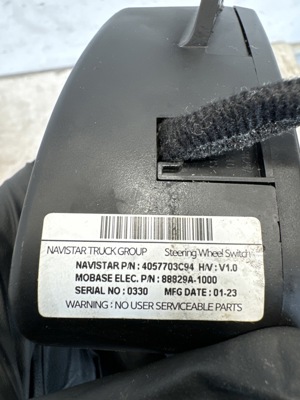 NAVISTAR TRUCK GROUP Steering Wheel Switch
NAVISTAR P/N : 4057703C94 H/V : V1.0
MOBASE ELEC. P/N : 88829A-1000
SERIAL NO : 0330 MFG DATE : 01-23
WARNING : NO USER SERVICEABLE PARTS